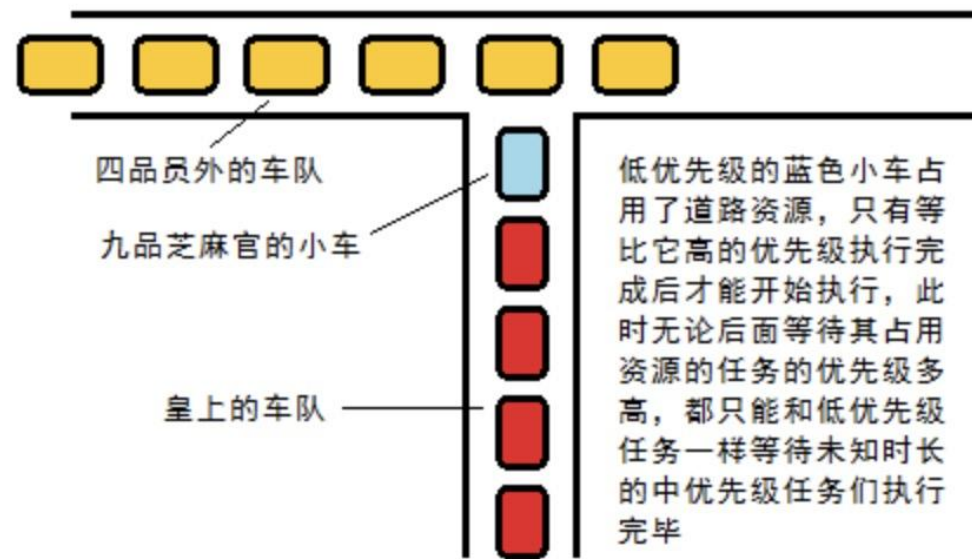 四品员外的车队
九品芝麻官的小车
皇上的车队
低优先级的蓝色小车占
用了道路资源，只有等
比它高的优先级执行完
成后才能开始执行，此
时无论后面等待其占用
资源的任务的优先级多
高，都只能和低优先级
任务一样等待未知时长
的中优先级任务们执行
完毕